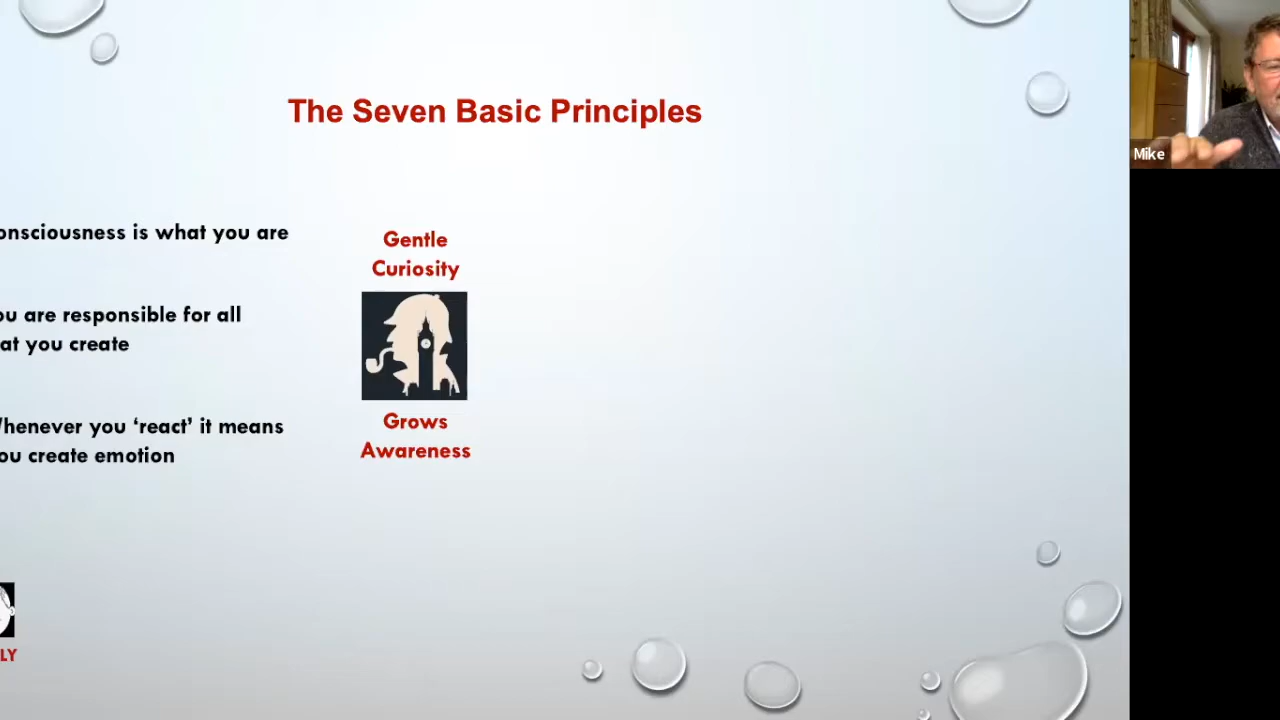 The Seven Basic Principles
Mike
onsciousness is what you are
ou are responsible for all
at you create
henever you ‘react’ it means
ou create emotion
Gentle
Curiosity
Grows
Awareness
LY